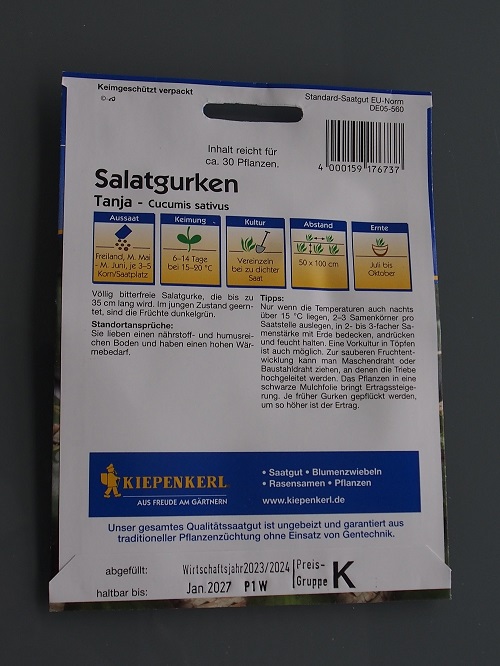 Keimgeschützt verpackt
Standard-Saatgut EU-Norm
DE05-560
Inhalt reicht für
ca. 30 Pflanzen.
4 000159 176737
Salatgurken
Tanja - Cucumis sativus
Aussaat
Freiland, M. Mai
- M. Juni, je 3–5
Korn/Saatplatz
Keimung
6–14 Tage
bei 15–20 °C
Kultur
Vereinzeln
bei zu dichter
Saat
Abstand
50 x 100 cm
Ernte
Juli bis
Oktober
Völlig bitterfreie Salatgurke, die bis zu
35 cm lang wird. Im jungen Zustand geern-
tet, sind die Früchte dunkelgrün.
Standortansprüche:
Sie lieben einen nährstoff- und humusrei-
chen Boden und haben einen hohen Wär-
mebedarf.
Tipps:
Nur wenn die Temperaturen auch nachts
über 15 °C liegen, 2–3 Samenkörner pro
Saatstelle auslegen, in 2- bis 3-facher Sa-
menstärke mit Erde bedecken, andrücken
und feucht halten. Eine Vorkultur in Töpfen
ist auch möglich. Zur sauberen Fruchtent-
wicklung kann man Maschendraht oder
Baustahldraht ziehen, an denen die Triebe
hochgeleitet werden. Das Pflanzen in eine
schwarze Mulchfolie bringt Ertragssteige-
rung. Je früher Gurken gepflückt werden,
um so höher ist der Ertrag.
KIEPENKERL
AUS FREUDE AM GÄRTNERN
• Saatgut • Blumenzwiebeln
• Rasensamen • Pflanzen
www.kiepenkerl.de
Unser gesamtes Qualitätssaatgut ist ungebeizt und garantiert aus
traditioneller Pflanzenzüchtung ohne Einsatz von Gentechnik.
abgefüllt: Wirtschaftsjahr2023/2024
haltbar bis: Jan.2027 P1W
Preis-
Gruppe K